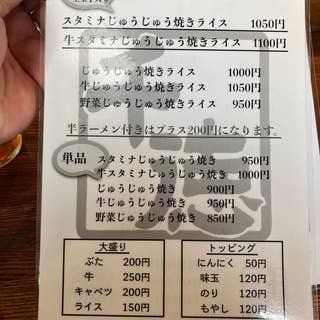 スタミナじゅうじゅう焼きライス 1050円
牛スタミナじゅうじゅう焼きライス 1100円
じゅうじゅう焼きライス 1000円
牛じゅうじゅう焼きライス 1050円
野菜じゅうじゅう焼きライス 950円
半ラーメン付きはプラス200円になります。
単品
スタミナじゅうじゅう焼き 950円
牛スタミナじゅうじゅう焼き 1000円
じゅうじゅう焼き 900円
牛じゅうじゅう焼き 950円
野菜じゅうじゅう焼き 850円
大盛り
ぶた 200円
牛 250円
キャベツ 200円
ライス 150円
トッピング
にんにく 50円
味玉 120円
のり 120円
もやし 120円